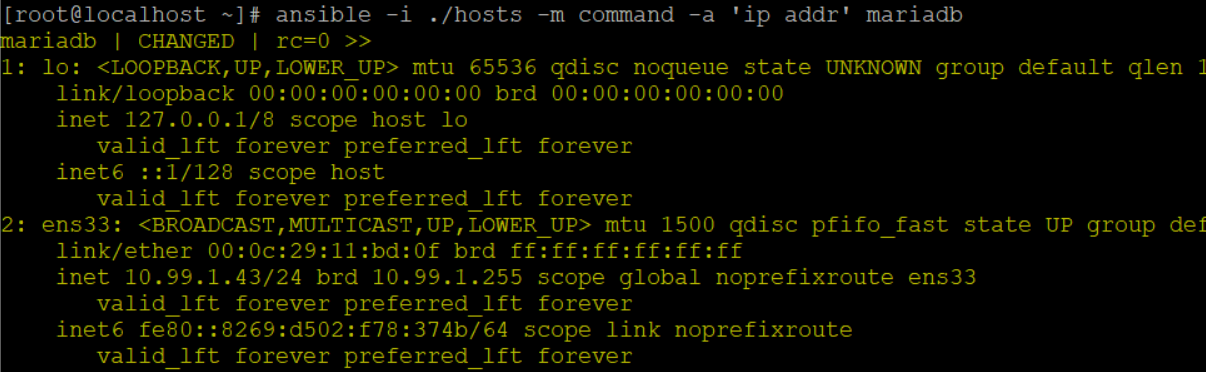 [root@localhost ~]# ansible -i ./hosts -m command -a 'ip addr' mariadb
mariadb | CHANGED | rc=0 >>
1: lo: <LOOPBACK,UP,LOWER_UP> mtu 65536 qdisc noqueue state UNKNOWN group default qlen 1
link/loopback 00:00:00:00:00:00 brd 00:00:00:00:00:00
inet 127.0.0.1/8 scope host lo
valid_lft forever preferred_lft forever
inet6 ::1/128 scope host
valid_lft forever preferred_lft forever
2: ens33: <BROADCAST,MULTICAST,UP,LOWER_UP> mtu 1500 qdisc pfifo_fast state UP group def
link/ether 00:0c:29:11:bd:0f brd ff:ff:ff:ff:ff:ff
inet 10.99.1.43/24 brd 10.99.1.255 scope global noprefixroute ens33
valid_lft forever preferred_lft forever
inet6 fe80::8269:d502:f78:374b/64 scope link noprefixroute
valid_lft forever preferred_lft forever